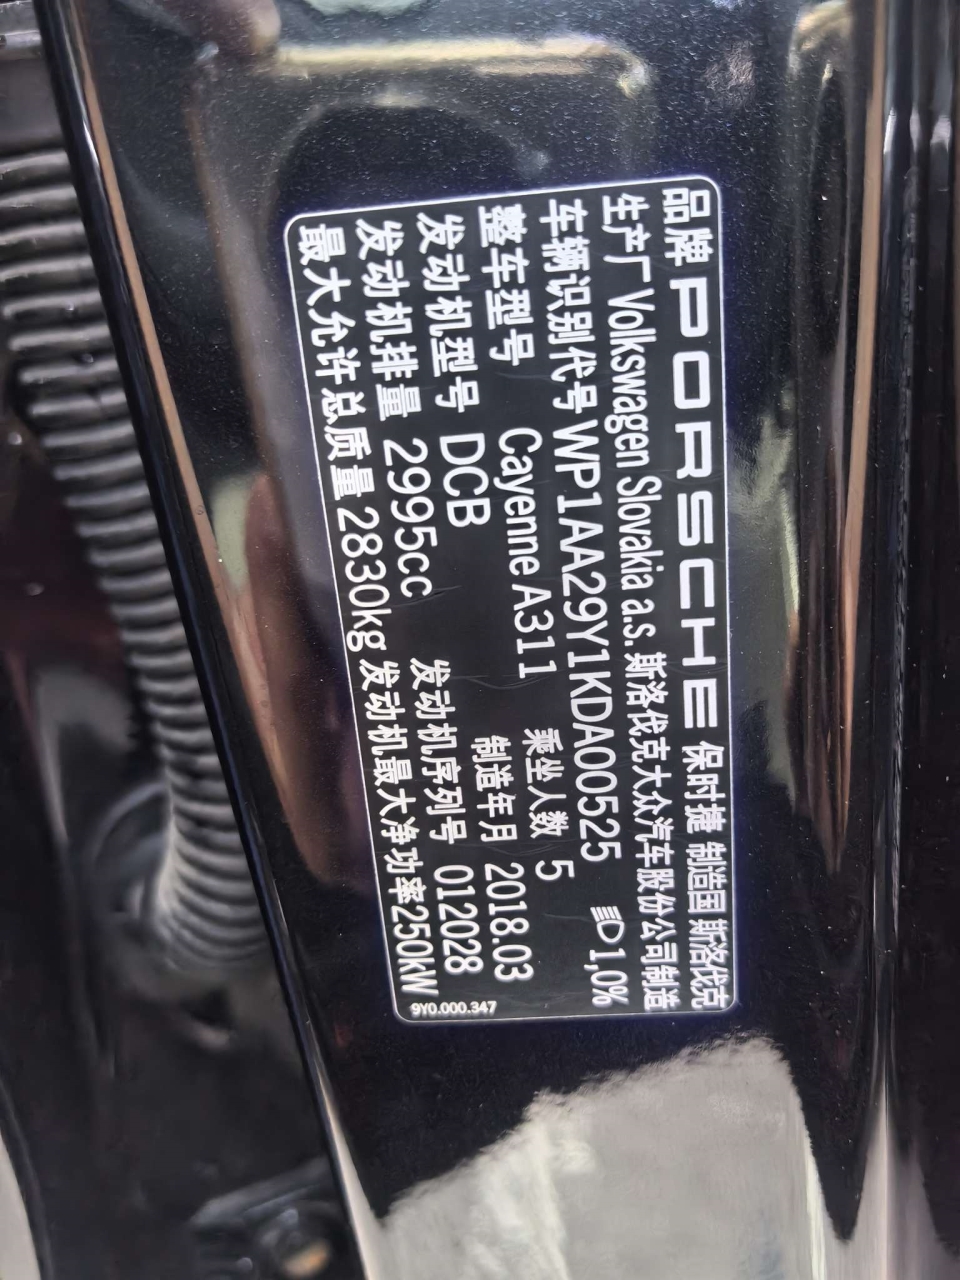 品牌 PORSCHE 保时捷 制造国 斯洛伐克
生产厂 Volkswagen Slovakia a.s. 斯洛伐克大众汽车股份公司制造
车辆识别代号 WP1AA29Y1KDA00525 1,0%
整车型号 Cayenne A311 乘坐人数 5
发动机型号 DCB 制造年月 2018.03
发动机排量 2995cc 发动机序列号 012028
最大允许总质量 2830kg 发动机最大净功率250kW
9Y0.000.347